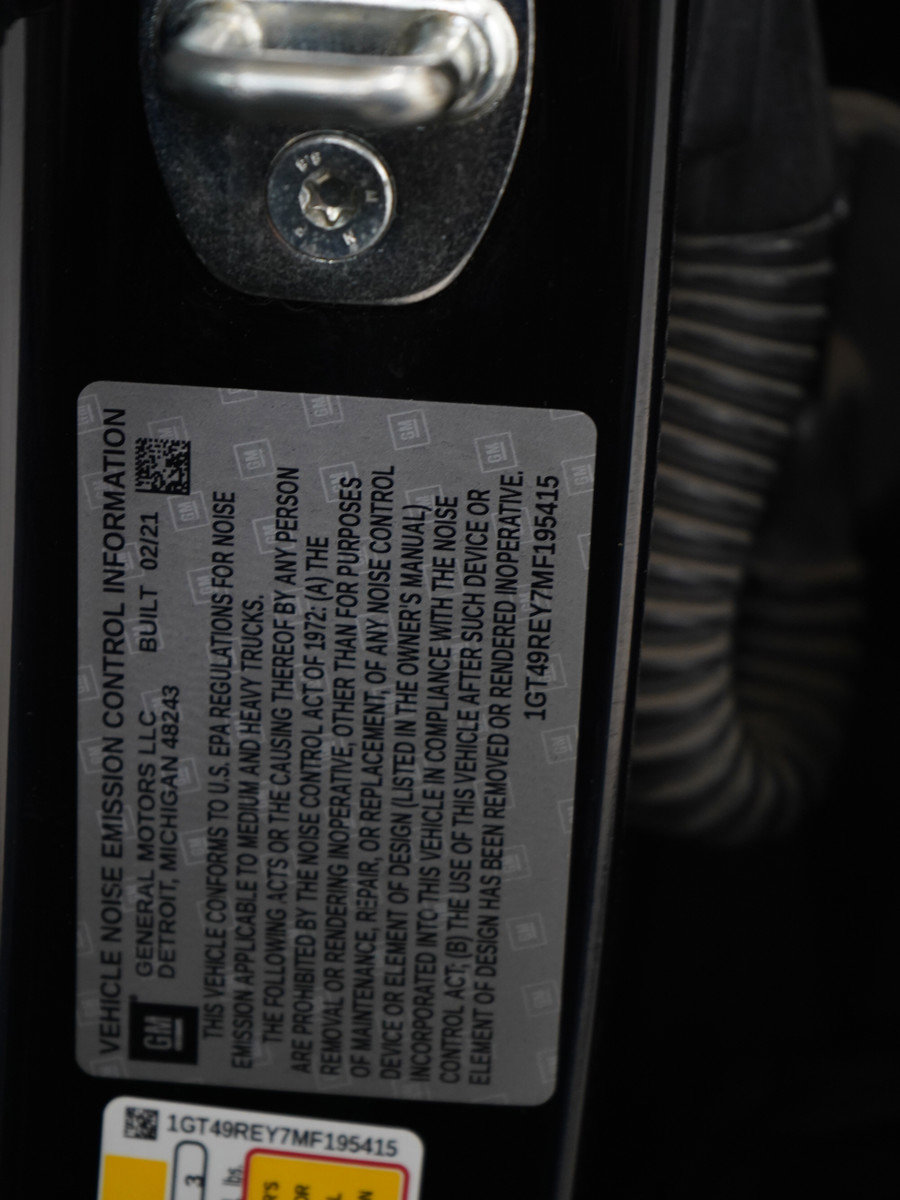 8.8
VEHICLE NOISE EMISSION CONTROL INFORMATION
GM
GENERAL MOTORS LLC BUILT 02/21
DETROIT, MICHIGAN 48243
THIS VEHICLE CONFORMS TO U.S. EPA REGULATIONS FOR NOISE
EMISSION APPLICABLE TO MEDIUM AND HEAVY TRUCKS.
THE FOLLOWING ACTS OR THE CAUSING THEREOF BY ANY PERSON
ARE PROHIBITED BY THE NOISE CONTROL ACT OF 1972: (A) THE
REMOVAL OR RENDERING INOPERATIVE, OTHER THAN FOR PURPOSES
OF MAINTENANCE, REPAIR, OR REPLACEMENT, OF ANY NOISE CONTROL
DEVICE OR ELEMENT OF DESIGN (LISTED IN THE OWNER'S MANUAL)
INCORPORATED INTO THIS VEHICLE IN COMPLIANCE WITH THE NOISE
CONTROL ACT, (B) THE USE OF THIS VEHICLE AFTER SUCH DEVICE OR
ELEMENT OF DESIGN HAS BEEN REMOVED OR RENDERED INOPERATIVE.
1GT49REY7MF195415
1GT49REY7MF195415
3
lbs.